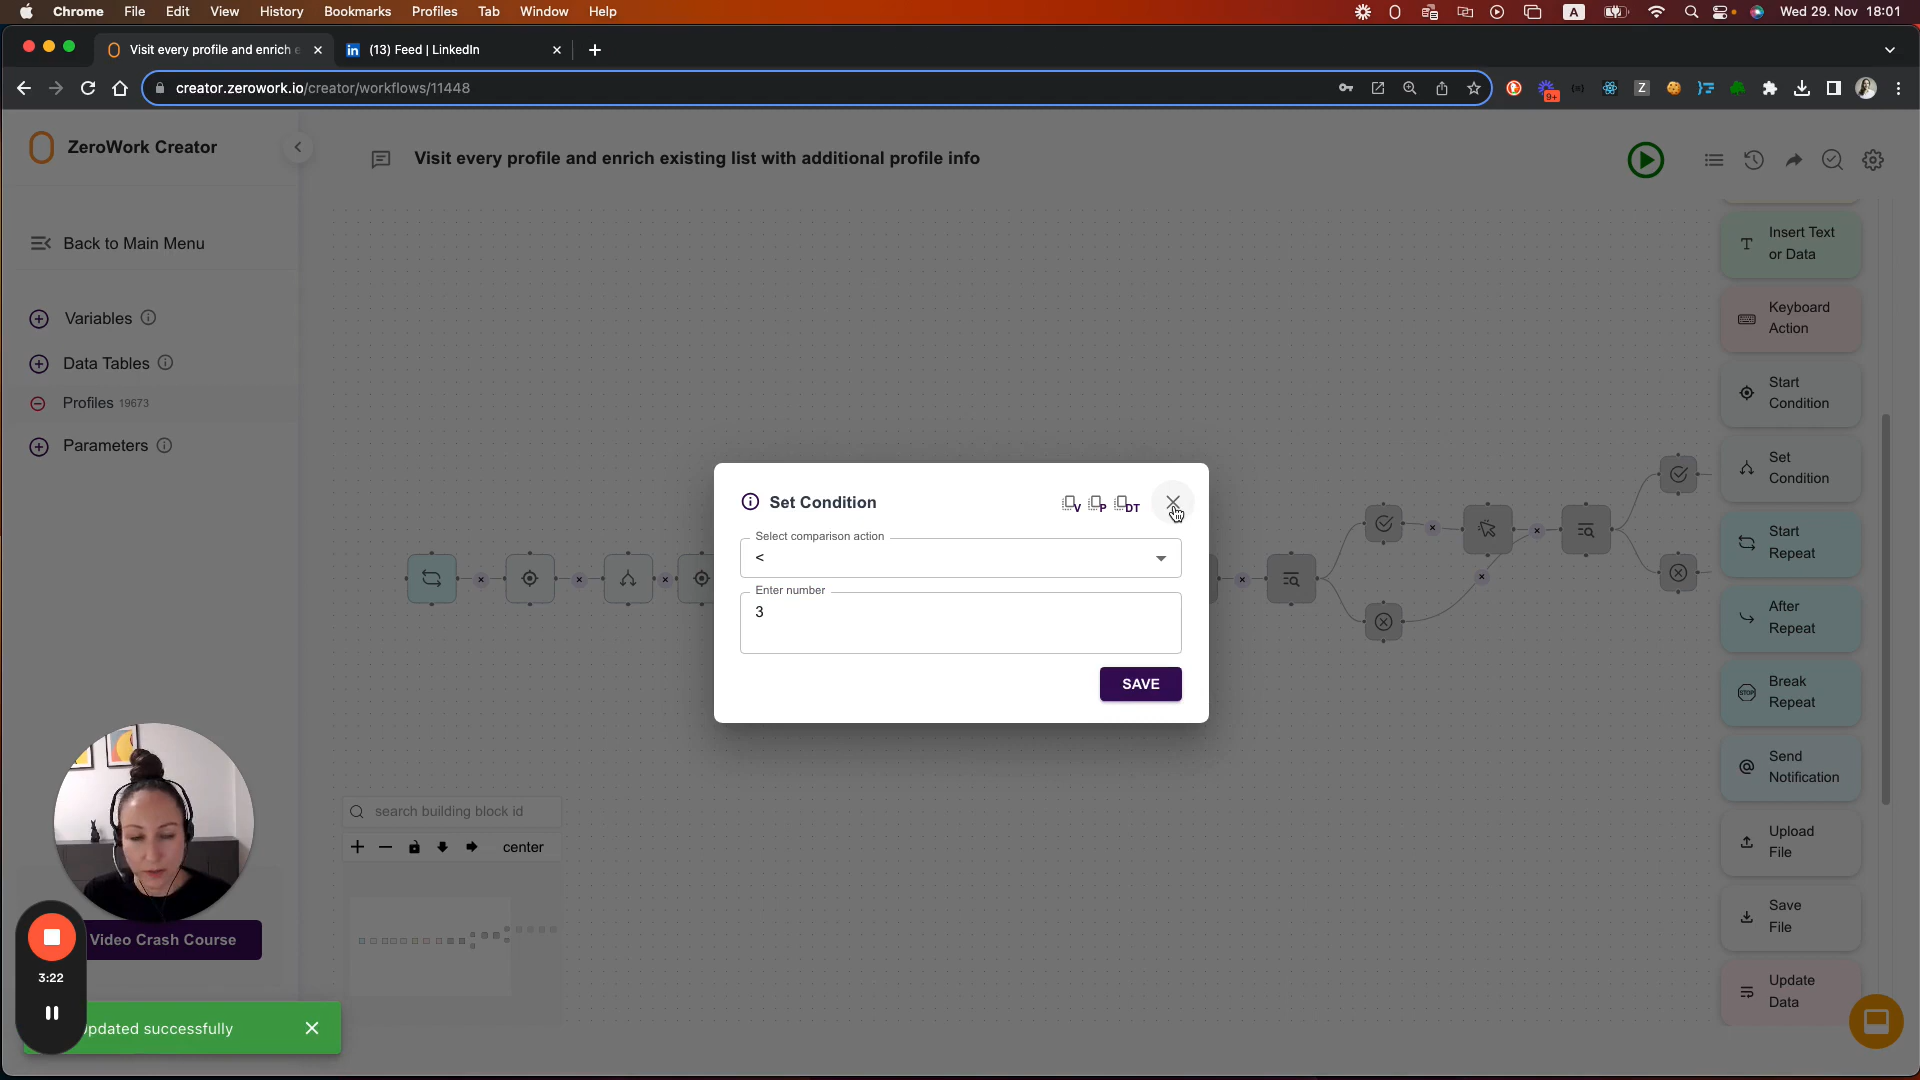 Chrome File Edit View History Bookmarks Profiles Tab Window Help
A
Wed 29. Nov 18:01
Visit every profile and enrich e
(13) Feed | LinkedIn
creator.zerowork.io/creator/workflows/11448
9+
Z
ZeroWork Creator
Visit every profile and enrich existing list with additional profile info
Back to Main Menu
Variables
Data Tables
Profiles 19673
Parameters
Insert Text
or Data
Keyboard
Action
Start
Condition
Set
Condition
Start
Repeat
After
Repeat
STOP
Break
Repeat
Send
Notification
Upload
File
Save
File
Update
Data
Set Condition
V
P
DT
Select comparison action
<
Enter number
3
SAVE
search building block id
center
Video Crash Course
3:22
pdated successfully